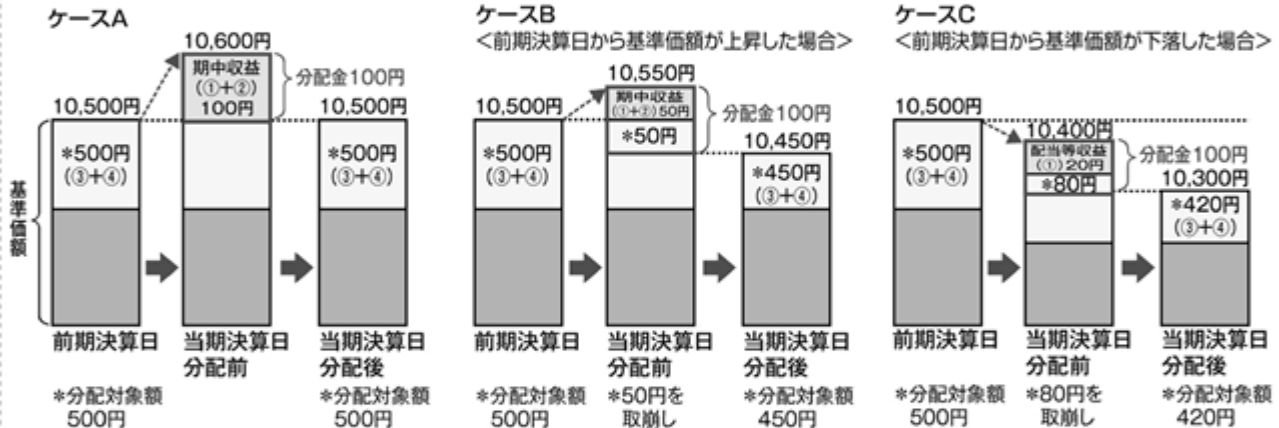 ケースA
10,600円
期中収益
(①+②)
100円
分配金100円
10,500円
10,500円
*500円
(③+④)
*500円
(③+④)
基準価額
前期決算日
当期決算日
分配前
当期決算日
分配後
*分配対象額
500円
*分配対象額
500円
ケースB
<前期決算日から基準価額が上昇した場合>
10,550円
期中収益
(①+②)50円
分配金100円
10,500円
*50円
10,450円
*500円
(③+④)
*450円
(③+④)
前期決算日
当期決算日
分配前
当期決算日
分配後
*分配対象額
500円
*50円を
取崩し
*分配対象額
450円
ケースC
<前期決算日から基準価額が下落した場合>
10,500円
10,400円
配当等収益
(①)20円
分配金100円
*80円
10,300円
*500円
(③+④)
*420円
(③+④)
前期決算日
当期決算日
分配前
当期決算日
分配後
*分配対象額
500円
*80円を
取崩し
*分配対象額
420円